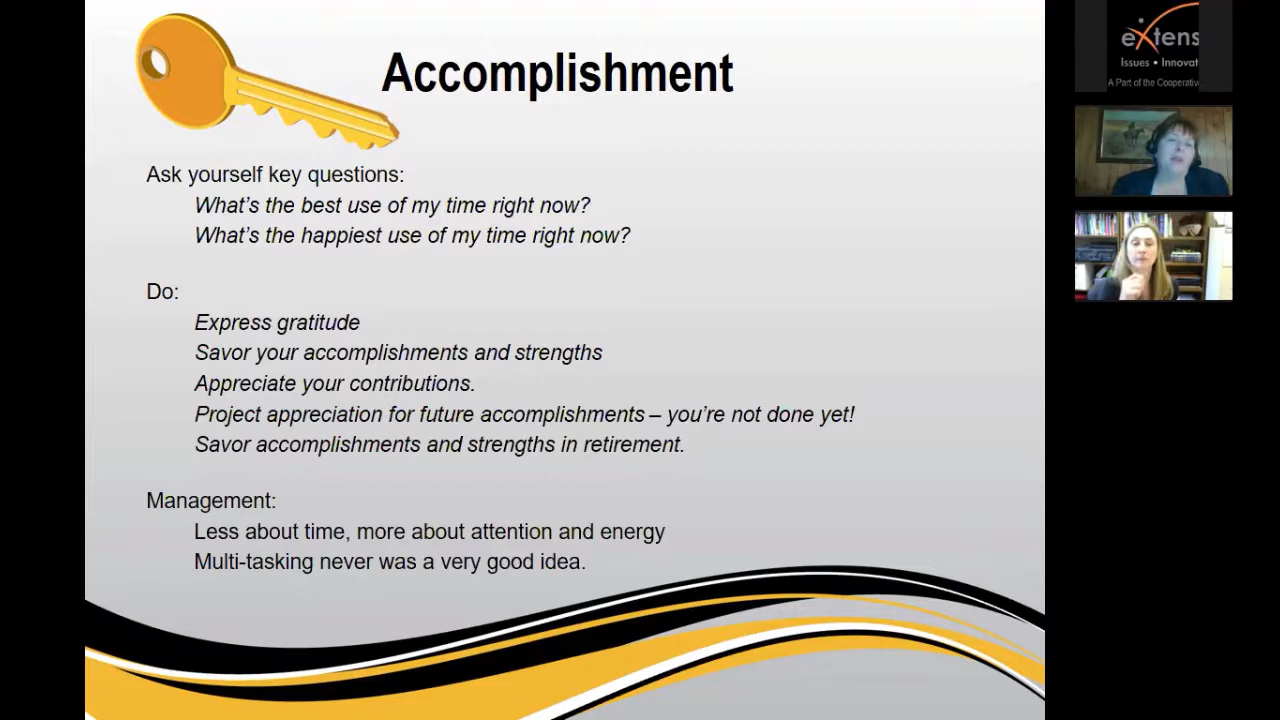 Accomplishment
Ask yourself key questions:
What's the best use of my time right now?
What's the happiest use of my time right now?
Do:
Express gratitude
Savor your accomplishments and strengths
Appreciate your contributions.
Project appreciation for future accomplishments – you're not done yet!
Savor accomplishments and strengths in retirement.
Management:
Less about time, more about attention and energy
Multi-tasking never was a very good idea.
eXtens
Issues • Innovat
A Part of the Cooperative